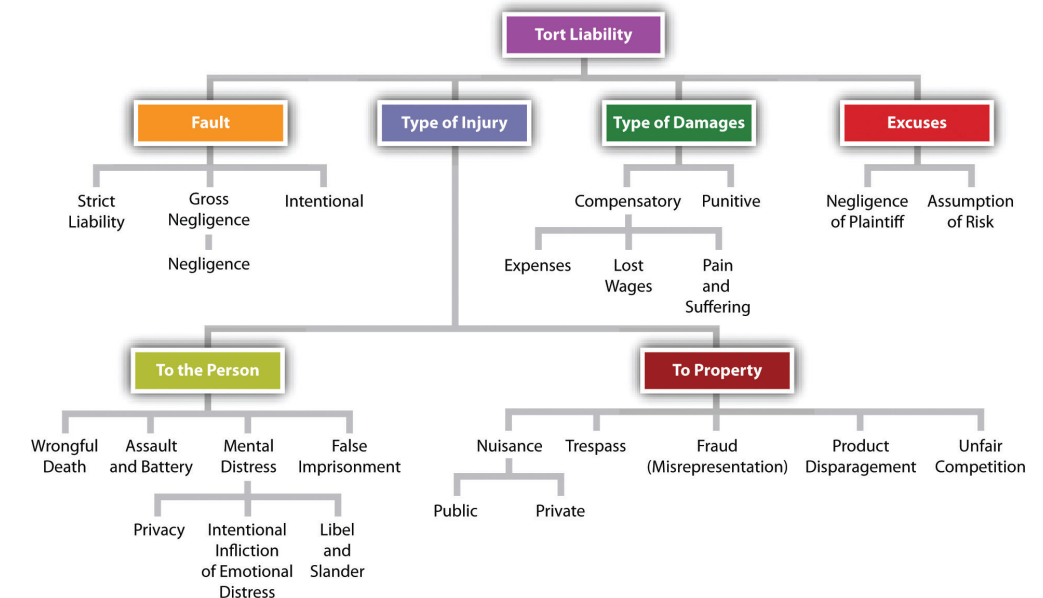 Tort Liability
Fault
Type of Injury
Type of Damages
Excuses
Strict
Liability
Gross
Negligence
Negligence
Intentional
Compensatory
Punitive
Expenses
Lost
Wages
Pain
and
Suffering
Negligence
of Plaintiff
Assumption
of Risk
To the Person
To Property
Wrongful
Death
Assault
and Battery
Mental
Distress
False
Imprisonment
Privacy
Intentional
Infliction
of Emotional
Distress
Libel
and
Slander
Nuisance
Trespass
Fraud
(Misrepresentation)
Product
Disparagement
Unfair
Competition
Public
Private